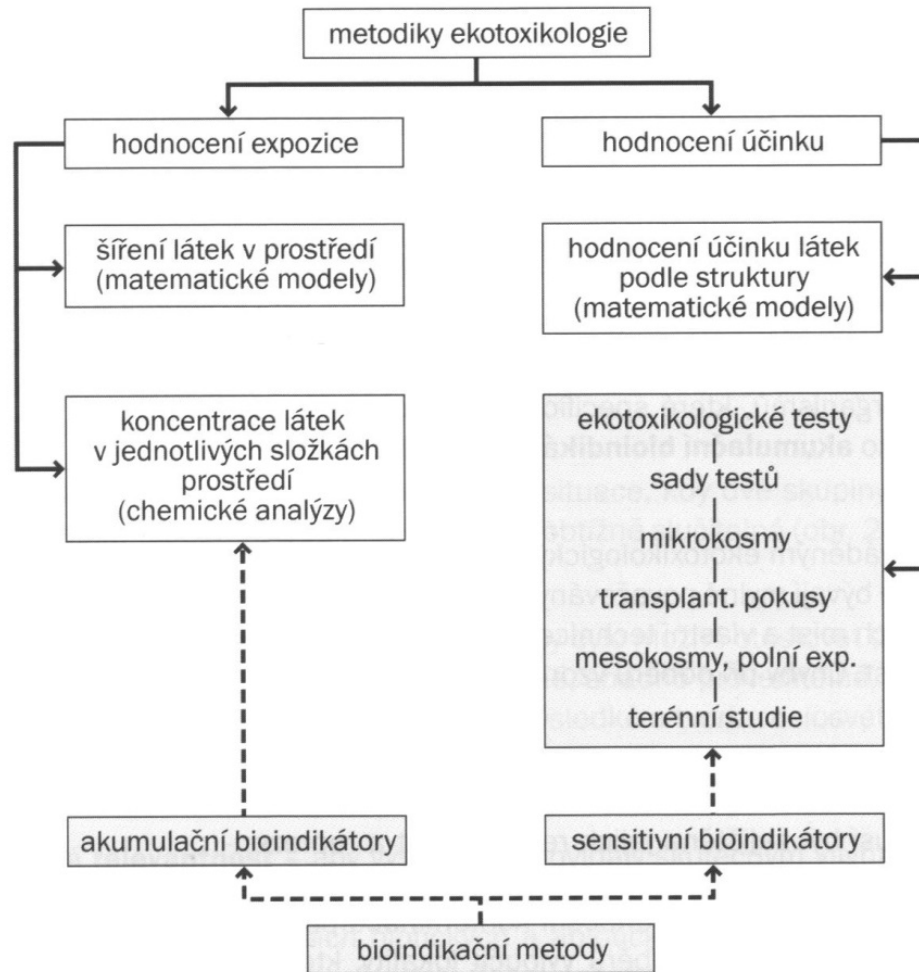 metodiky ekotoxikologie
hodnocení expozice
hodnocení účinku
šíření látek v prostředí
(matematické modely)
hodnocení účinku látek
podle struktury
(matematické modely)
koncentrace látek
v jednotlivých složkách
prostředí
(chemické analýzy)
ekotoxikologické testy
sady testů
mikrokosmy
transplant. pokusy
mesokosmy, polní exp.
terénní studie
akumulační bioindikátory
sensitivní bioindikátory
bioindikační metody